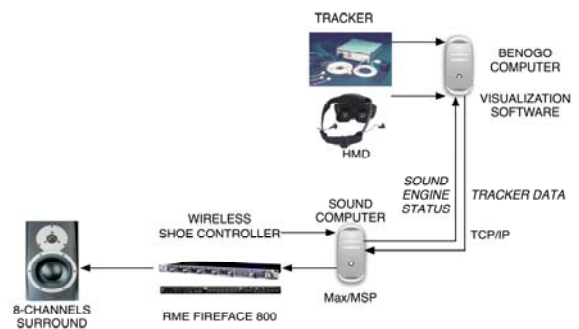 TRACKER
BENOGO
COMPUTER
VISUALIZATION
SOFTWARE
HMD
SOUND
ENGINE
STATUS
TRACKER DATA
WIRELESS
SHOE CONTROLLER
SOUND
COMPUTER
TCP/IP
Max/MSP
8-CHANNELS
SURROUND
RME FIREFACE 800